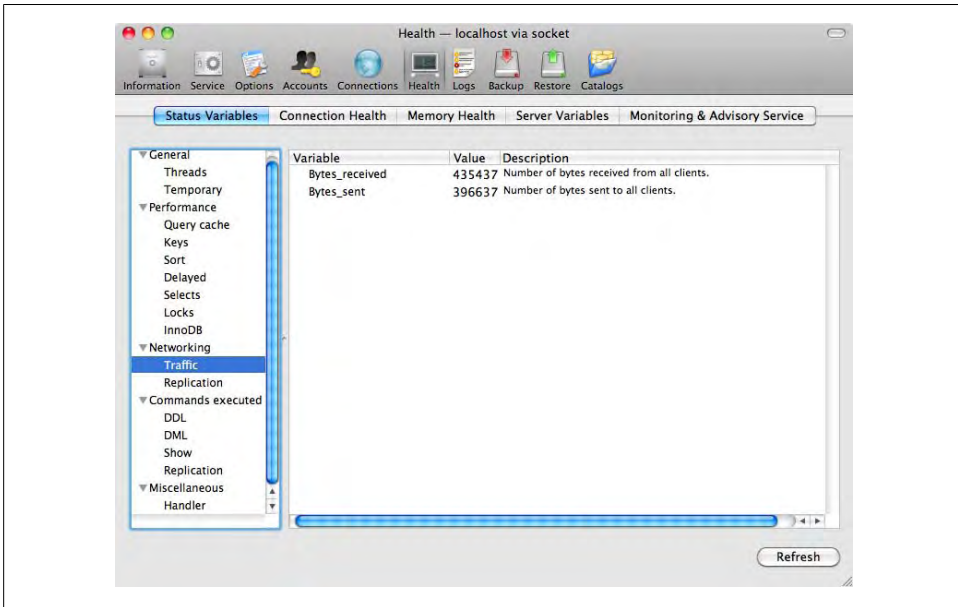 Health — localhost via socket
Information Service Options Accounts Connections Health Logs Backup Restore Catalogs
Status Variables Connection Health Memory Health Server Variables Monitoring & Advisory Service
General
Threads
Temporary
Performance
Query cache
Keys
Sort
Delayed
Selects
Locks
InnoDB
Networking
Traffic
Replication
Commands executed
DDL
DML
Show
Replication
Miscellaneous
Handler
Variable Value Description
Bytes_received 435437 Number of bytes received from all clients.
Bytes_sent 396637 Number of bytes sent to all clients.
Refresh